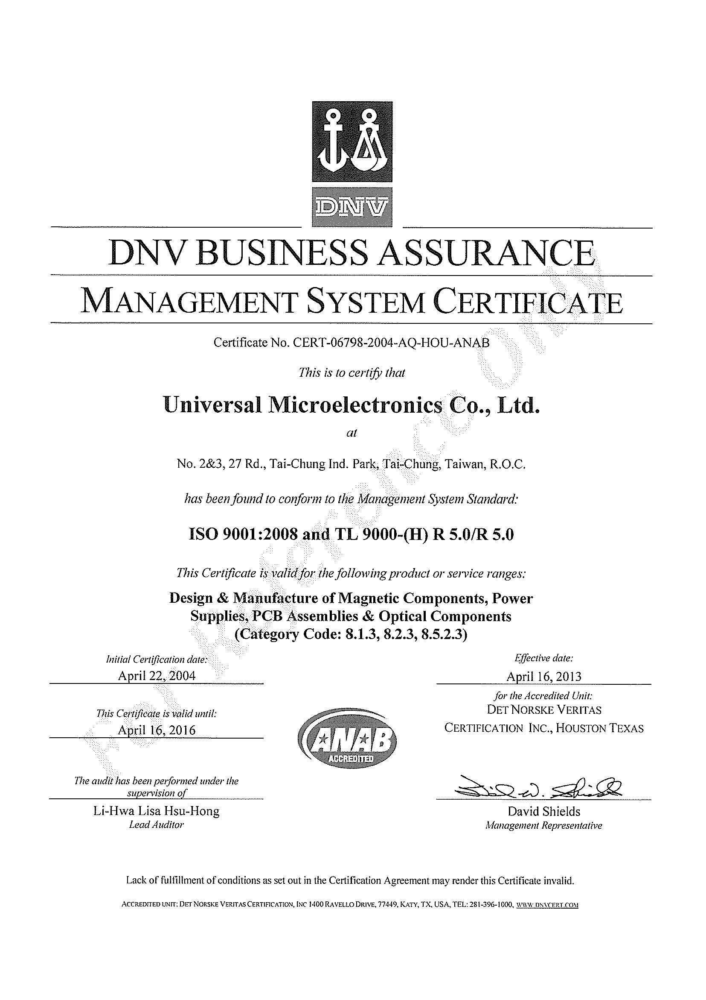 DNV
DNV BUSINESS ASSURANCE
MANAGEMENT SYSTEM CERTIFICATE
Certificate No. CERT-06798-2004-AQ-HOU-ANAB
This is to certify that
Universal Microelectronics Co., Ltd.
at
No. 2&3, 27 Rd., Tai-Chung Ind. Park, Tai-Chung, Taiwan, R.O.C.
has been found to conform to the Management System Standard:
ISO 9001:2008 and TL 9000-(H) R 5.0/R 5.0
This Certificate is valid for the following product or service ranges:
Design & Manufacture of Magnetic Components, Power
Supplies, PCB Assemblies & Optical Components
(Category Code: 8.1.3, 8.2.3, 8.5.2.3)
Initial Certification date:
April 22, 2004
Effective date:
April 16, 2013
for the Accredited Unit:
DET NORSKE VERITAS
CERTIFICATION INC., HOUSTON TEXAS
This Certificate is valid until:
April 16, 2016
ANAB
ACCREDITED
The audit has been performed under the
supervision of
Li-Hwa Lisa Hsu-Hong
Lead Auditor
David W. Shields
David Shields
Management Representative
Lack of fulfillment of conditions as set out in the Certification Agreement may render this Certificate invalid.
ACCREDITED UNIT: DET NORSKE VERITAS CERTIFICATION, INC 1400 RAVELLO DRIVE, 77449, KATY, TX, USA, TEL: 281-396-1000, WWW.DNVCERT.COM
For Reference Only